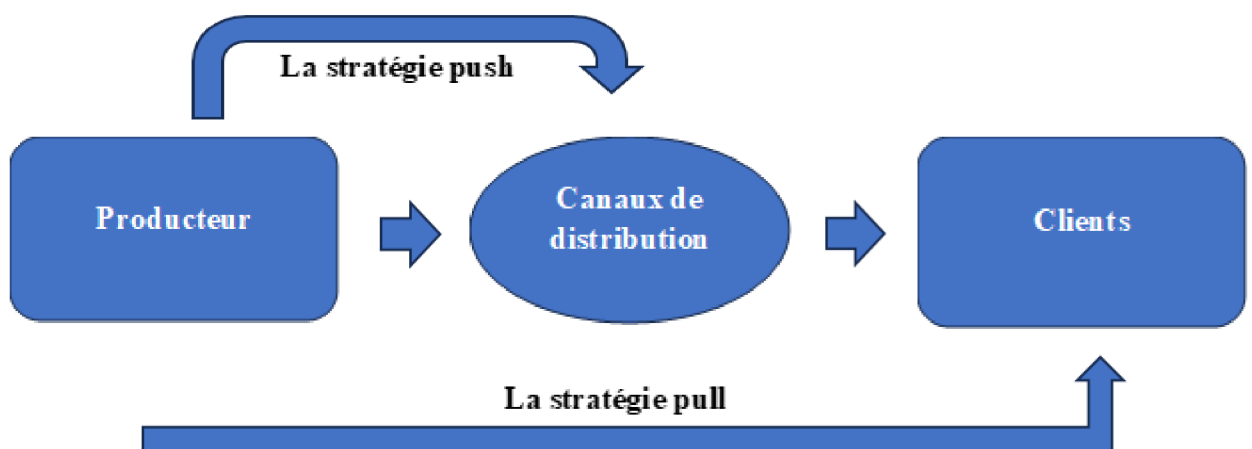 La stratégie push
Producteur
Canaux de
distribution
Clients
La stratégie pull